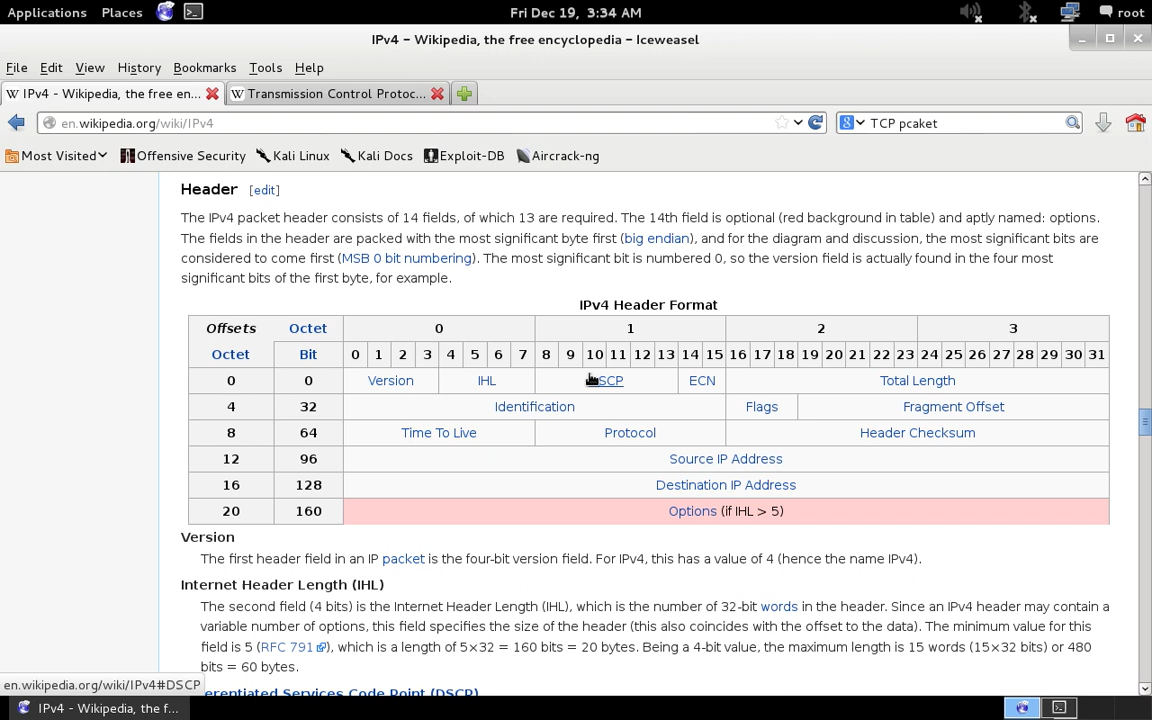 Applications Places Fri Dec 19, 3:34 AM root
IPv4 – Wikipedia, the free encyclopedia – Iceweasel
File Edit View History Bookmarks Tools Help
W IPv4 - Wikipedia, the free en... W Transmission Control Protoc...
en.wikipedia.org/wiki/IPv4 8 TCP pcaket
Most Visited Offensive Security Kali Linux Kali Docs Exploit-DB Aircrack-ng
Header [edit]
The IPv4 packet header consists of 14 fields, of which 13 are required. The 14th field is optional (red background in table) and aptly named: options.
The fields in the header are packed with the most significant byte first (big endian), and for the diagram and discussion, the most significant bits are
considered to come first (MSB 0 bit numbering). The most significant bit is numbered 0, so the version field is actually found in the four most
significant bits of the first byte, for example.
IPv4 Header Format
Offsets Octet 0 1 2 3
Octet Bit 0 1 2 3 4 5 6 7 8 9 10 11 12 13 14 15 16 17 18 19 20 21 22 23 24 25 26 27 28 29 30 31
0 0 Version IHL SCP ECN Total Length
4 32 Identification Flags Fragment Offset
8 64 Time To Live Protocol Header Checksum
12 96 Source IP Address
16 128 Destination IP Address
20 160 Options (if IHL > 5)
Version
The first header field in an IP packet is the four-bit version field. For IPv4, this has a value of 4 (hence the name IPv4).
Internet Header Length (IHL)
The second field (4 bits) is the Internet Header Length (IHL), which is the number of 32-bit words in the header. Since an IPv4 header may contain a
variable number of options, this field specifies the size of the header (this also coincides with the offset to the data). The minimum value for this
field is 5 (RFC 791), which is a length of 5×32 = 160 bits = 20 bytes. Being a 4-bit value, the maximum length is 15 words (15×32 bits) or 480
bits = 60 bytes.
en.wikipedia.org/wiki/IPv4#DSCP erentiated Services Code Point (DSCP)
IPv4 – Wikipedia, the f...